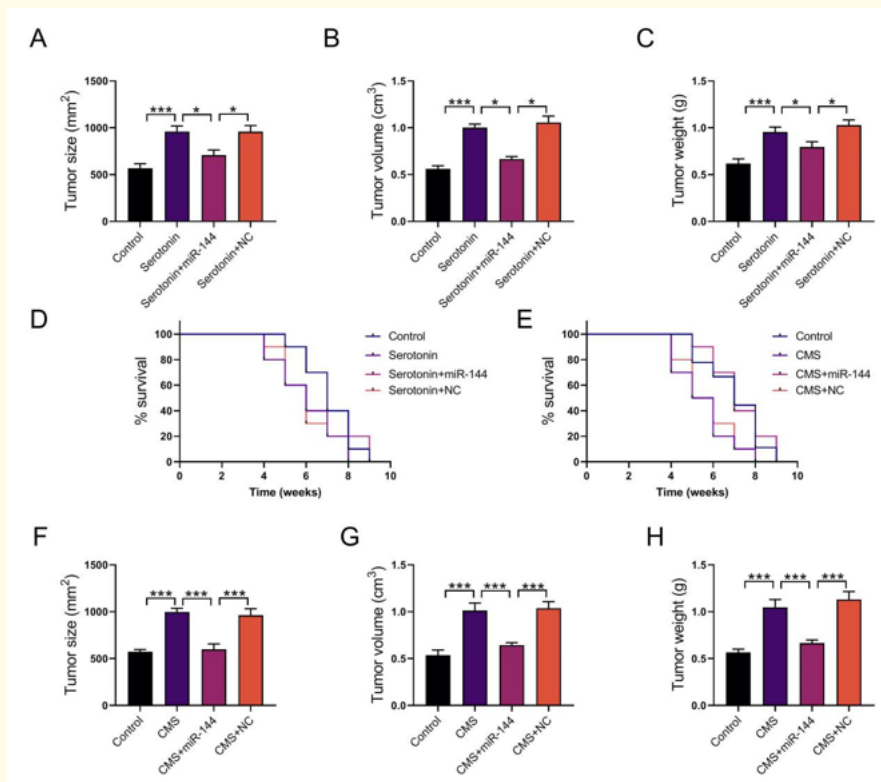 A
Tumor size (mm²)
1500
1000
500
0
*** * *
Control
Serotonin
Serotonin+miR-144
Serotonin+NC
B
Tumor volume (cm³)
1.5
1.0
0.5
0.0
*** * *
Control
Serotonin
Serotonin+miR-144
Serotonin+NC
C
Tumor weight (g)
1.5
1.0
0.5
0.0
*** * *
Control
Serotonin
Serotonin+miR-144
Serotonin+NC
D
% survival
100
80
60
40
20
0
0 2 4 6 8 10
Time (weeks)
Control
Serotonin
Serotonin+miR-144
Serotonin+NC
E
% survival
100
80
60
40
20
0
0 2 4 6 8 10
Time (weeks)
Control
CMS
CMS+miR-144
CMS+NC
F
Tumor size (mm²)
1500
1000
500
0
*** *** ***
Control
CMS
CMS+miR-144
CMS+NC
G
Tumor volume (cm³)
1.5
1.0
0.5
0.0
*** *** ***
Control
CMS
CMS+miR-144
CMS+NC
H
Tumor weight (g)
1.5
1.0
0.5
0.0
*** *** ***
Control
CMS
CMS+miR-144
CMS+NC